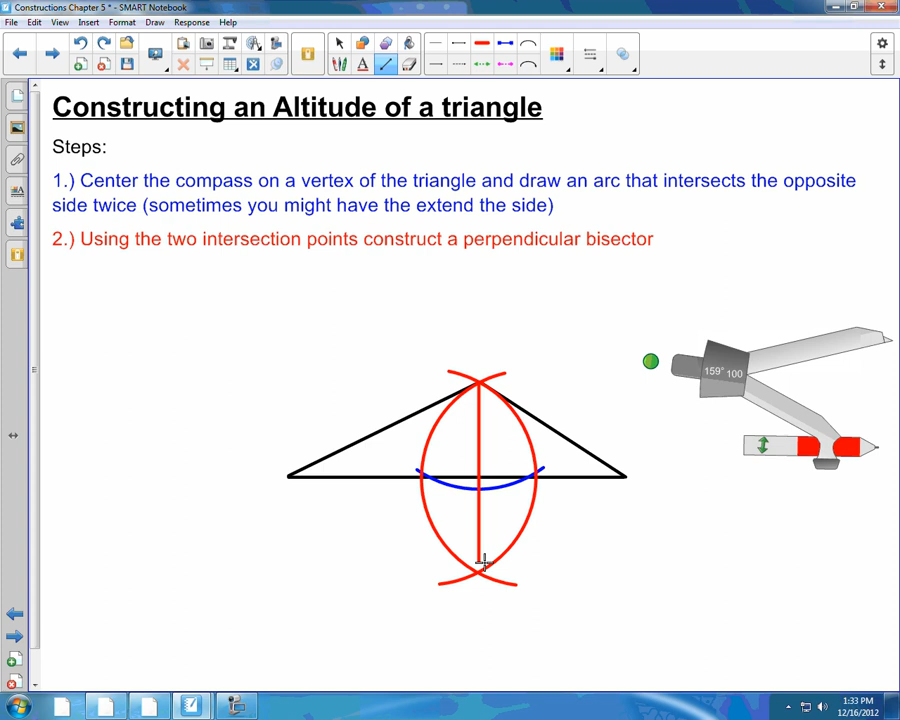 Constructions Chapter 5 * - SMART Notebook
File Edit View Insert Format Draw Response Help
Constructing an Altitude of a triangle
Steps:
1.) Center the compass on a vertex of the triangle and draw an arc that intersects the opposite
side twice (sometimes you might have the extend the side)
2.) Using the two intersection points construct a perpendicular bisector
159° 100
1:33 PM
12/16/2012